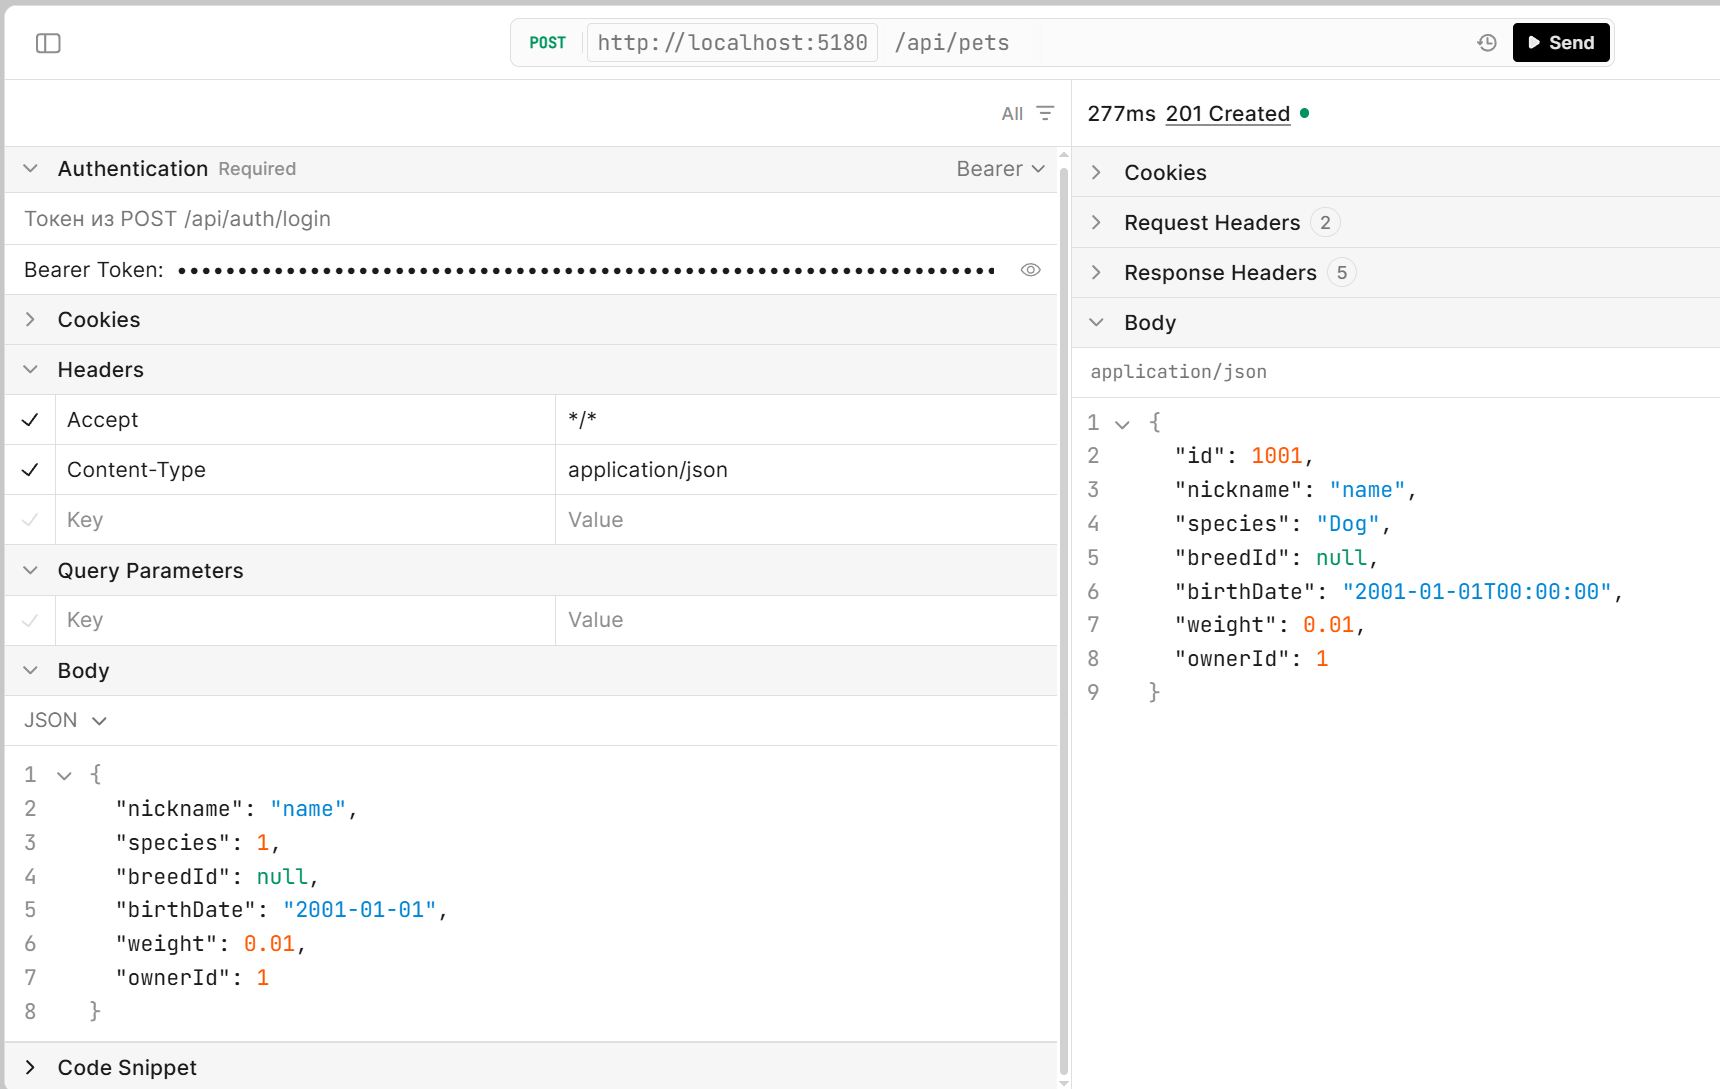 POST http://localhost:5180 /api/pets Send
All
Authentication Required Bearer
Токен из POST /api/auth/login
Bearer Token: ••••••••••••••••••••••••••••••••••••••••••••••••••••••••••••••••••••
Cookies
Headers
Accept */*
Content-Type application/json
Key Value
Query Parameters
Key Value
Body
JSON
1 {
2 "nickname": "name",
3 "species": 1,
4 "breedId": null,
5 "birthDate": "2001-01-01",
6 "weight": 0.01,
7 "ownerId": 1
8 }
Code Snippet
277ms 201 Created
Cookies
Request Headers 2
Response Headers 5
Body
application/json
1 {
2 "id": 1001,
3 "nickname": "name",
4 "species": "Dog",
5 "breedId": null,
6 "birthDate": "2001-01-01T00:00:00",
7 "weight": 0.01,
8 "ownerId": 1
9 }